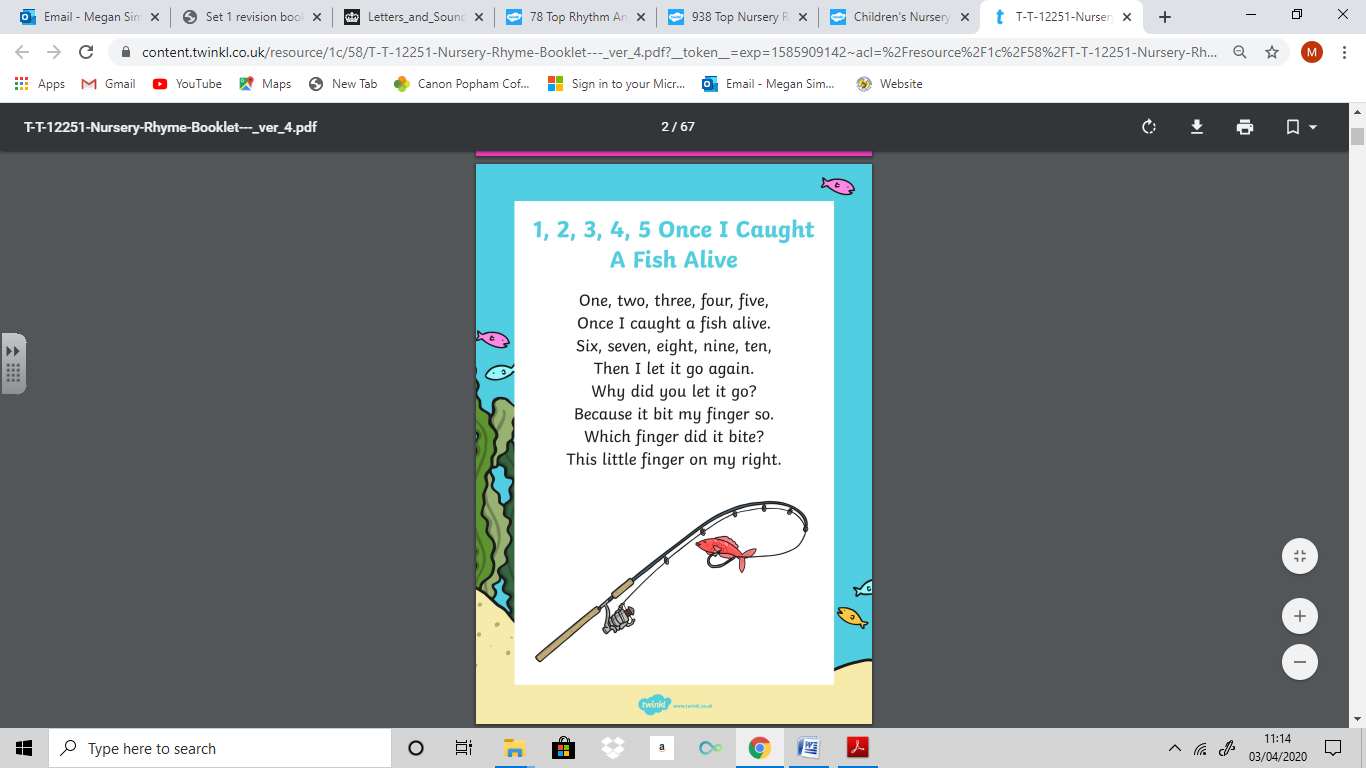 Email - Megan Sim
Set 1 revision boo
Letters_and_Sound
78 Top Rhythm An
938 Top Nursery R
Children's Nursery
T-T-12251-Nursery
content.twinkl.co.uk/resource/1c/58/T-T-12251-Nursery-Rhyme-Booklet---_ver_4.pdf?__token__=exp=1585909142~acl=%2Fresource%2F1c%2F58%2FT-T-12251-Nursery-Rh...
M
Apps
Gmail
YouTube
Maps
New Tab
Canon Popham Cof...
Sign in to your Micr...
Email - Megan Sim...
Website
T-T-12251-Nursery-Rhyme-Booklet---_ver_4.pdf
2 / 67
1, 2, 3, 4, 5 Once I Caught
A Fish Alive
One, two, three, four, five,
Once I caught a fish alive.
Six, seven, eight, nine, ten,
Then I let it go again.
Why did you let it go?
Because it bit my finger so.
Which finger did it bite?
This little finger on my right.
twinkl
www.twinkl.co.uk
Type here to search
a
11:14
03/04/2020